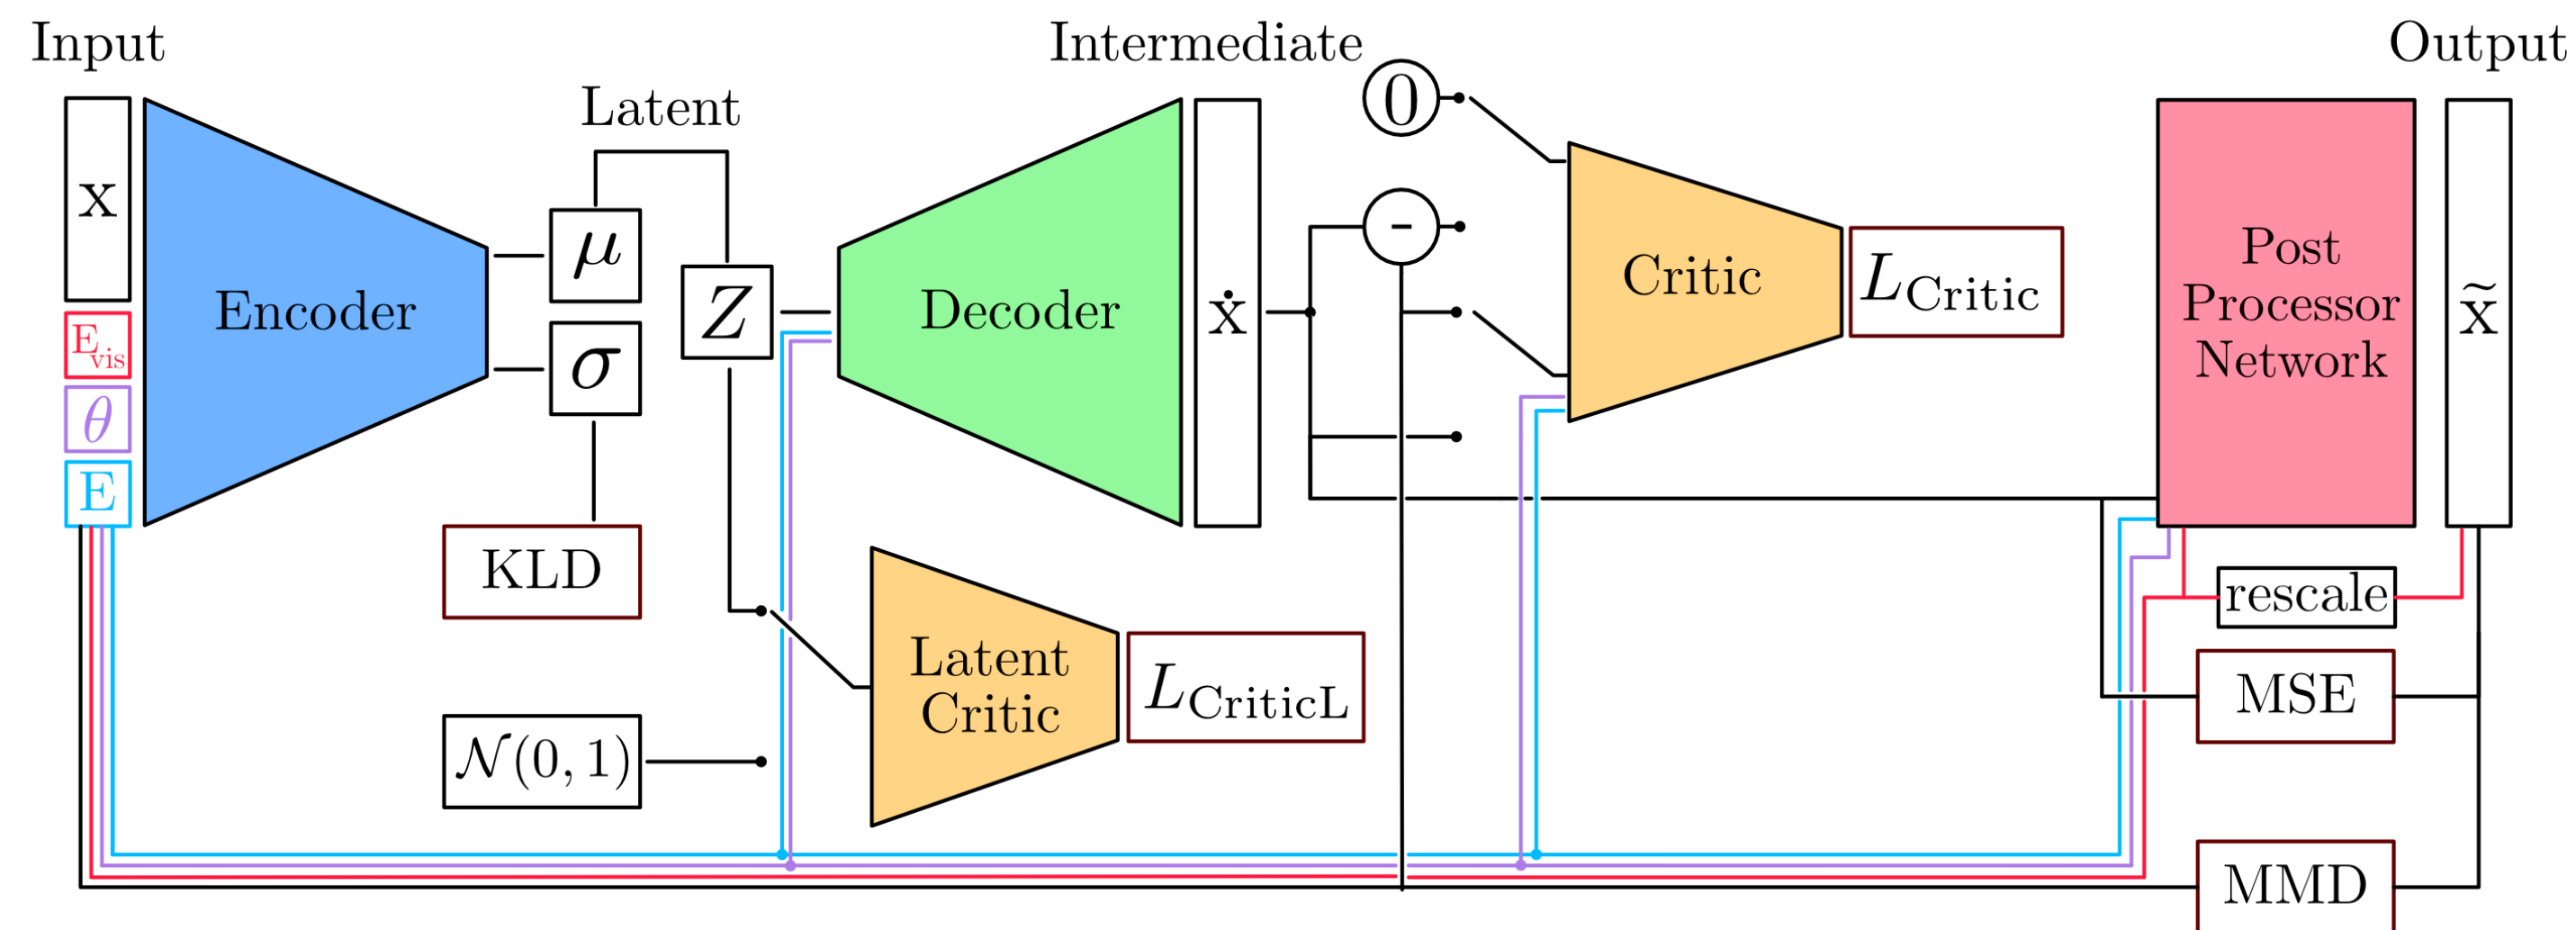 Input
Latent
Intermediate
Output
x
E_vis
θ
E
Encoder
μ
σ
KLD
Z
𝒩(0, 1)
Decoder
ẋ
Latent
Critic
L_CriticL
0
-
Critic
L_Critic
Post
Processor
Network
x̃
rescale
MSE
MMD